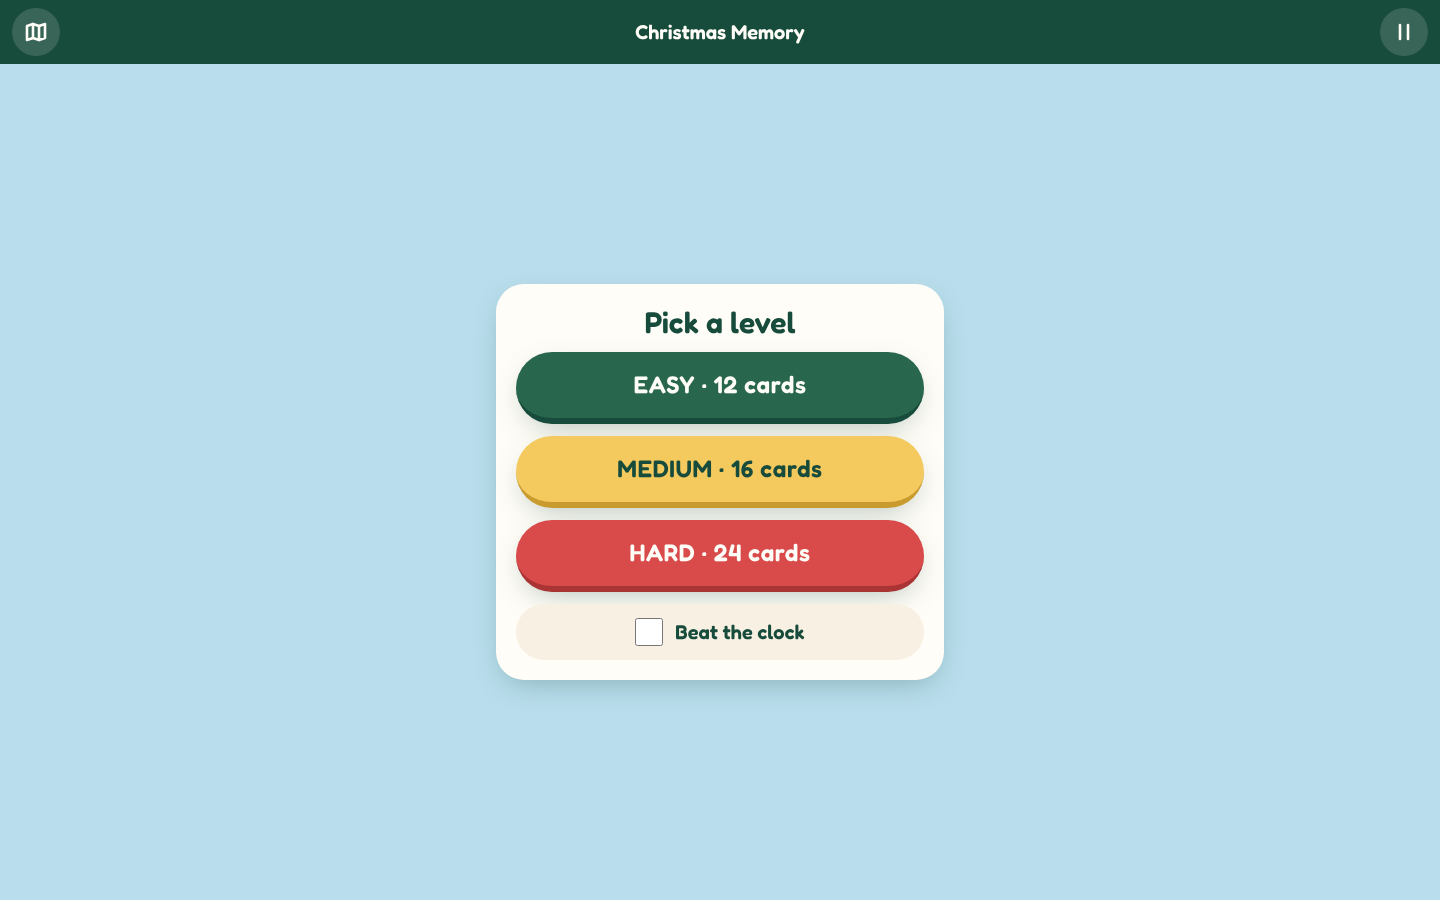 Christmas Memory
Pick a level
EASY · 12 cards
MEDIUM · 16 cards
HARD · 24 cards
Beat the clock